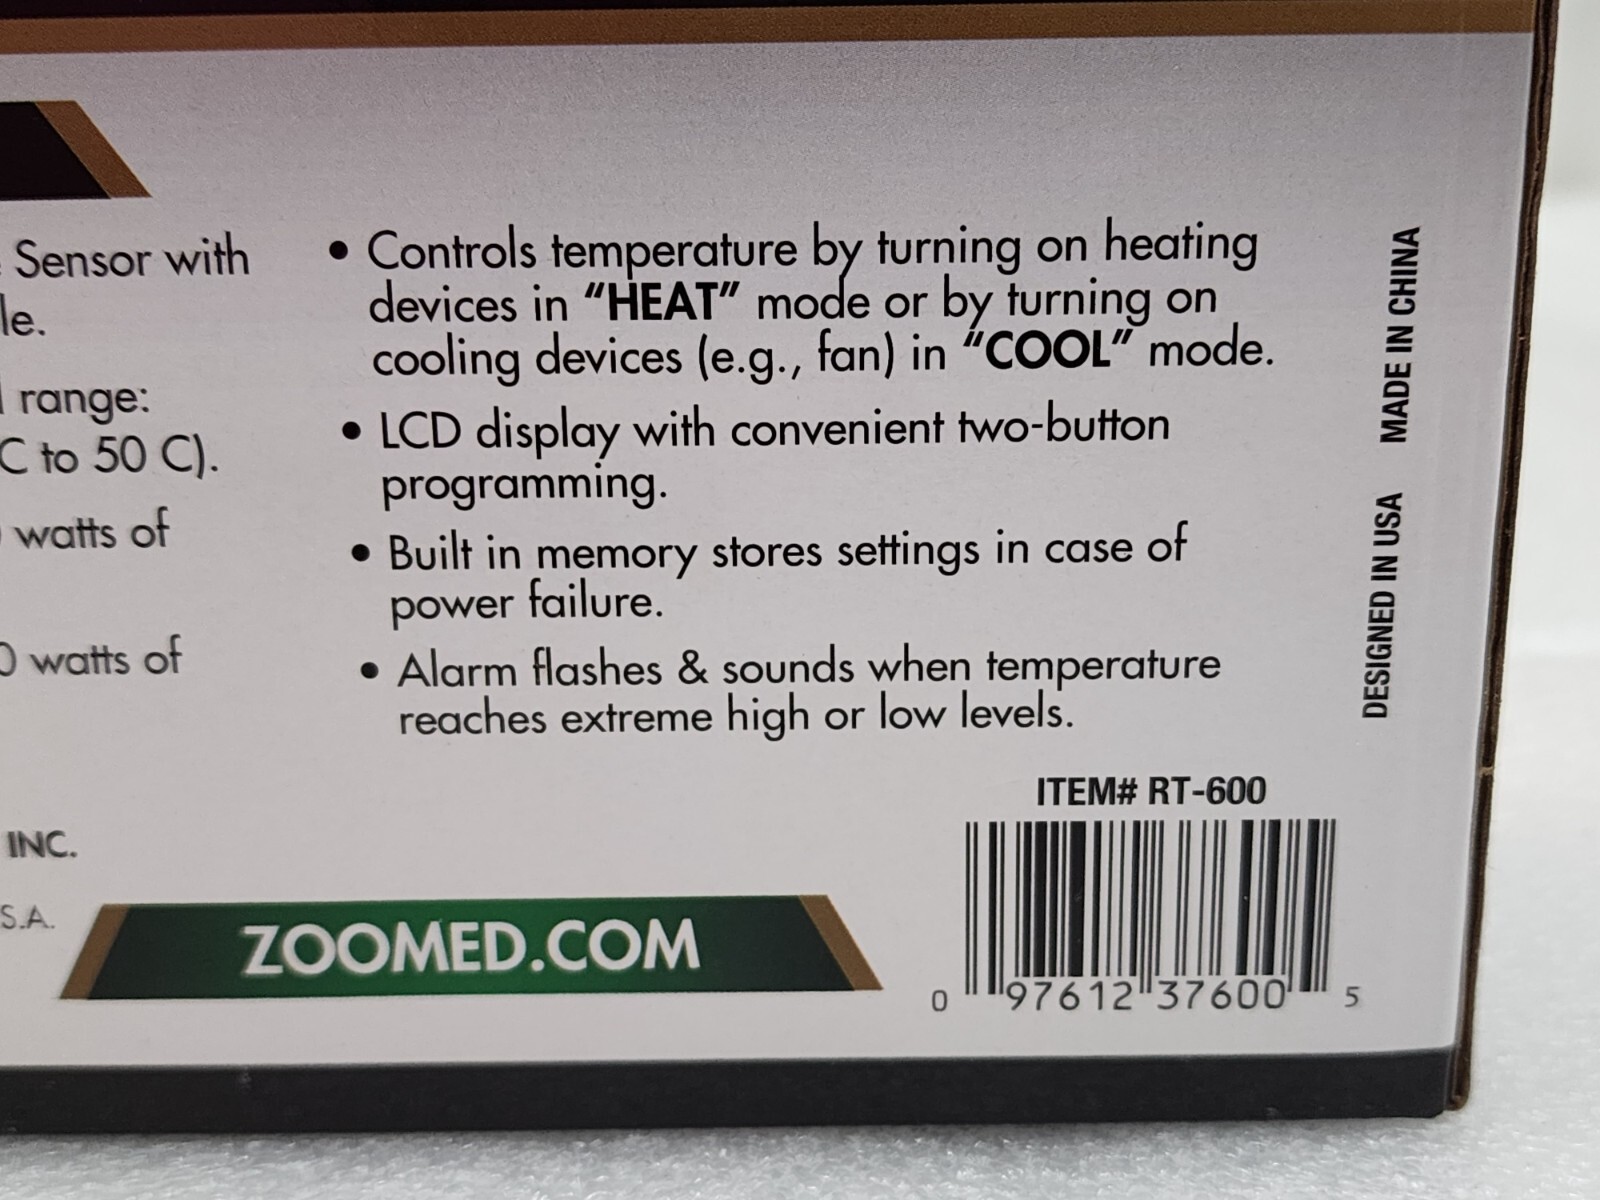 Sensor with
le.
range:
C to 50 C).
watts of
0 watts of
INC.
S.A.
• Controls temperature by turning on heating
devices in “HEAT” mode or by turning on
cooling devices (e.g., fan) in “COOL” mode.
• LCD display with convenient two-button
programming.
• Built in memory stores settings in case of
power failure.
• Alarm flashes & sounds when temperature
reaches extreme high or low levels.
DESIGNED IN USA MADE IN CHINA
ITEM# RT-600
0 97612 37600 5
ZOOMED.COM